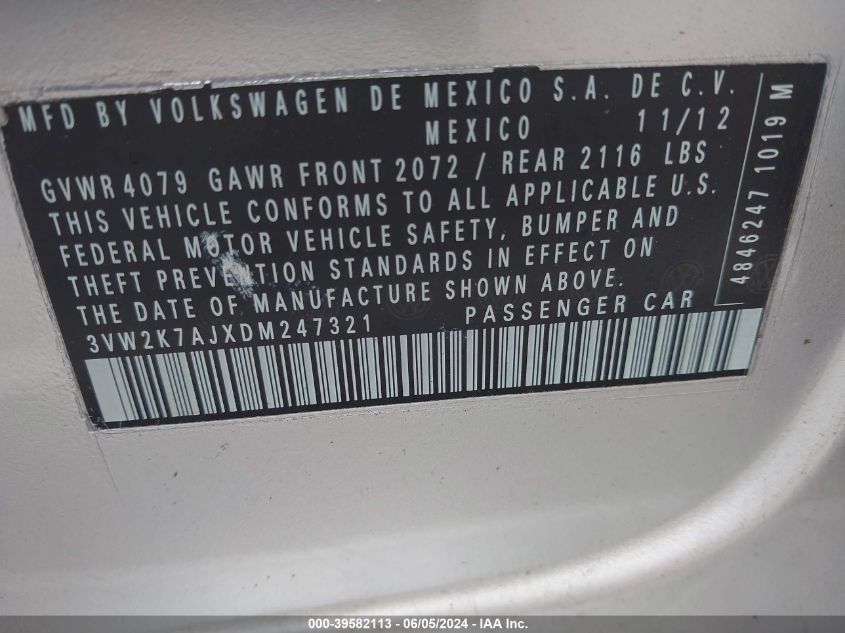 MFD BY VOLKSWAGEN DE MEXICO S.A. DE C.V.
MEXICO 11/12
GVWR 4079 GAWR FRONT 2072 / REAR 2116 LBS
THIS VEHICLE CONFORMS TO ALL APPLICABLE U.S.
FEDERAL MOTOR VEHICLE SAFETY, BUMPER AND
THEFT PREVENTION STANDARDS IN EFFECT ON
THE DATE OF MANUFACTURE SHOWN ABOVE.
3VW2K7AJXDM247321 PASSENGER CAR
4846247 1019 M
000-39582113 - 06/05/2024 - IAA Inc.